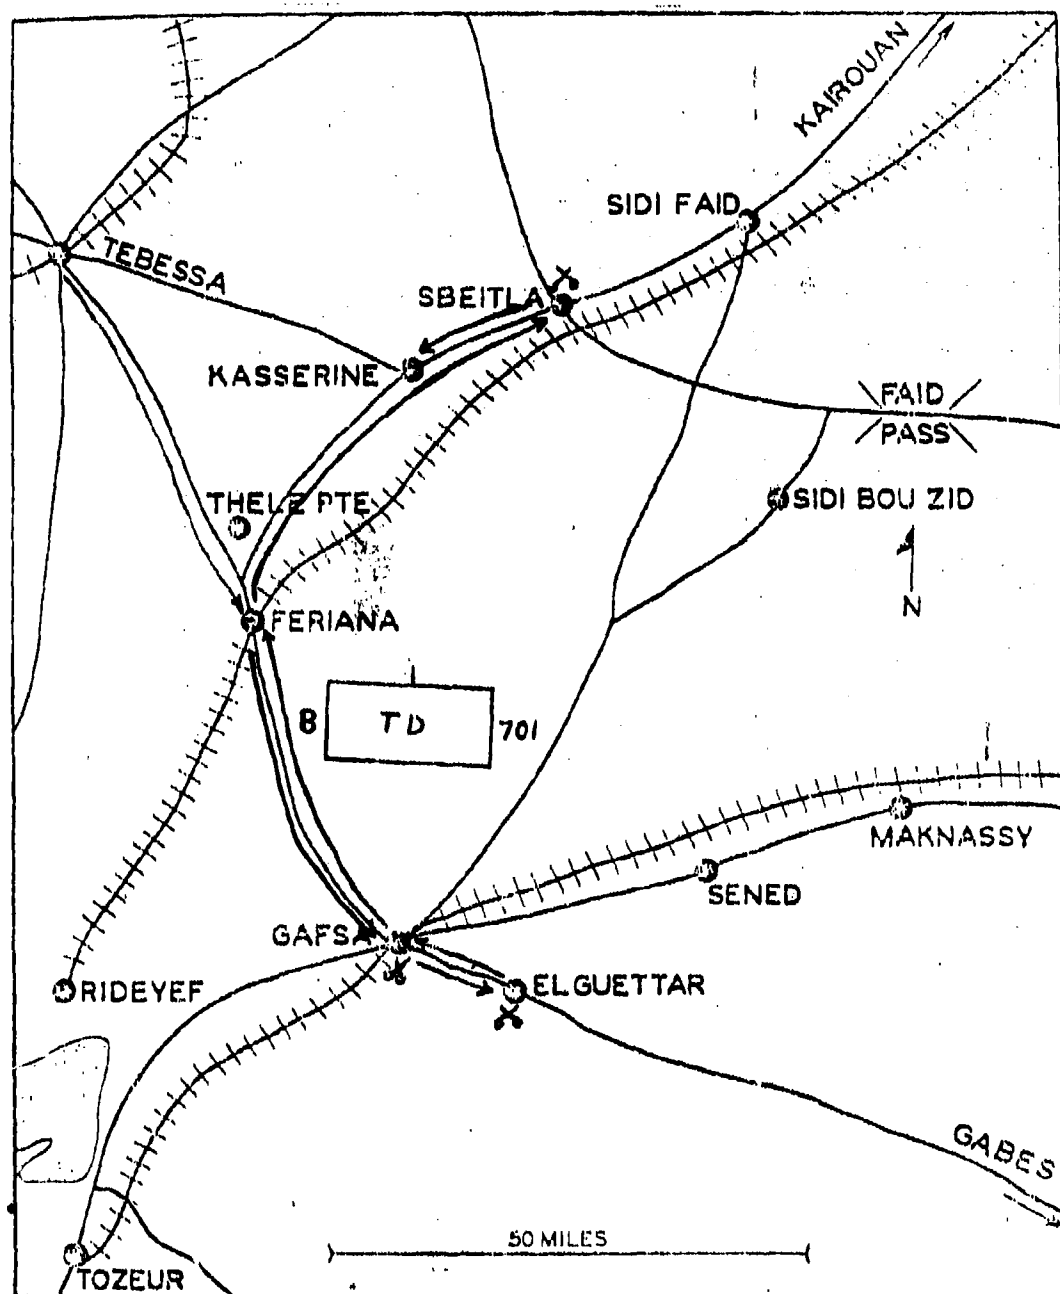 KAIROUAN
SIDI FAID
TEBESSA
SBEITLA
KASSERINE
FAID
PASS
THELEPTE
SIDI BOU ZID
N
FERIANA
B TD 701
MAKNASSY
SENED
GAFSA
RIDEYEF
ELGUETTAR
GABES
50 MILES
TOZEUR